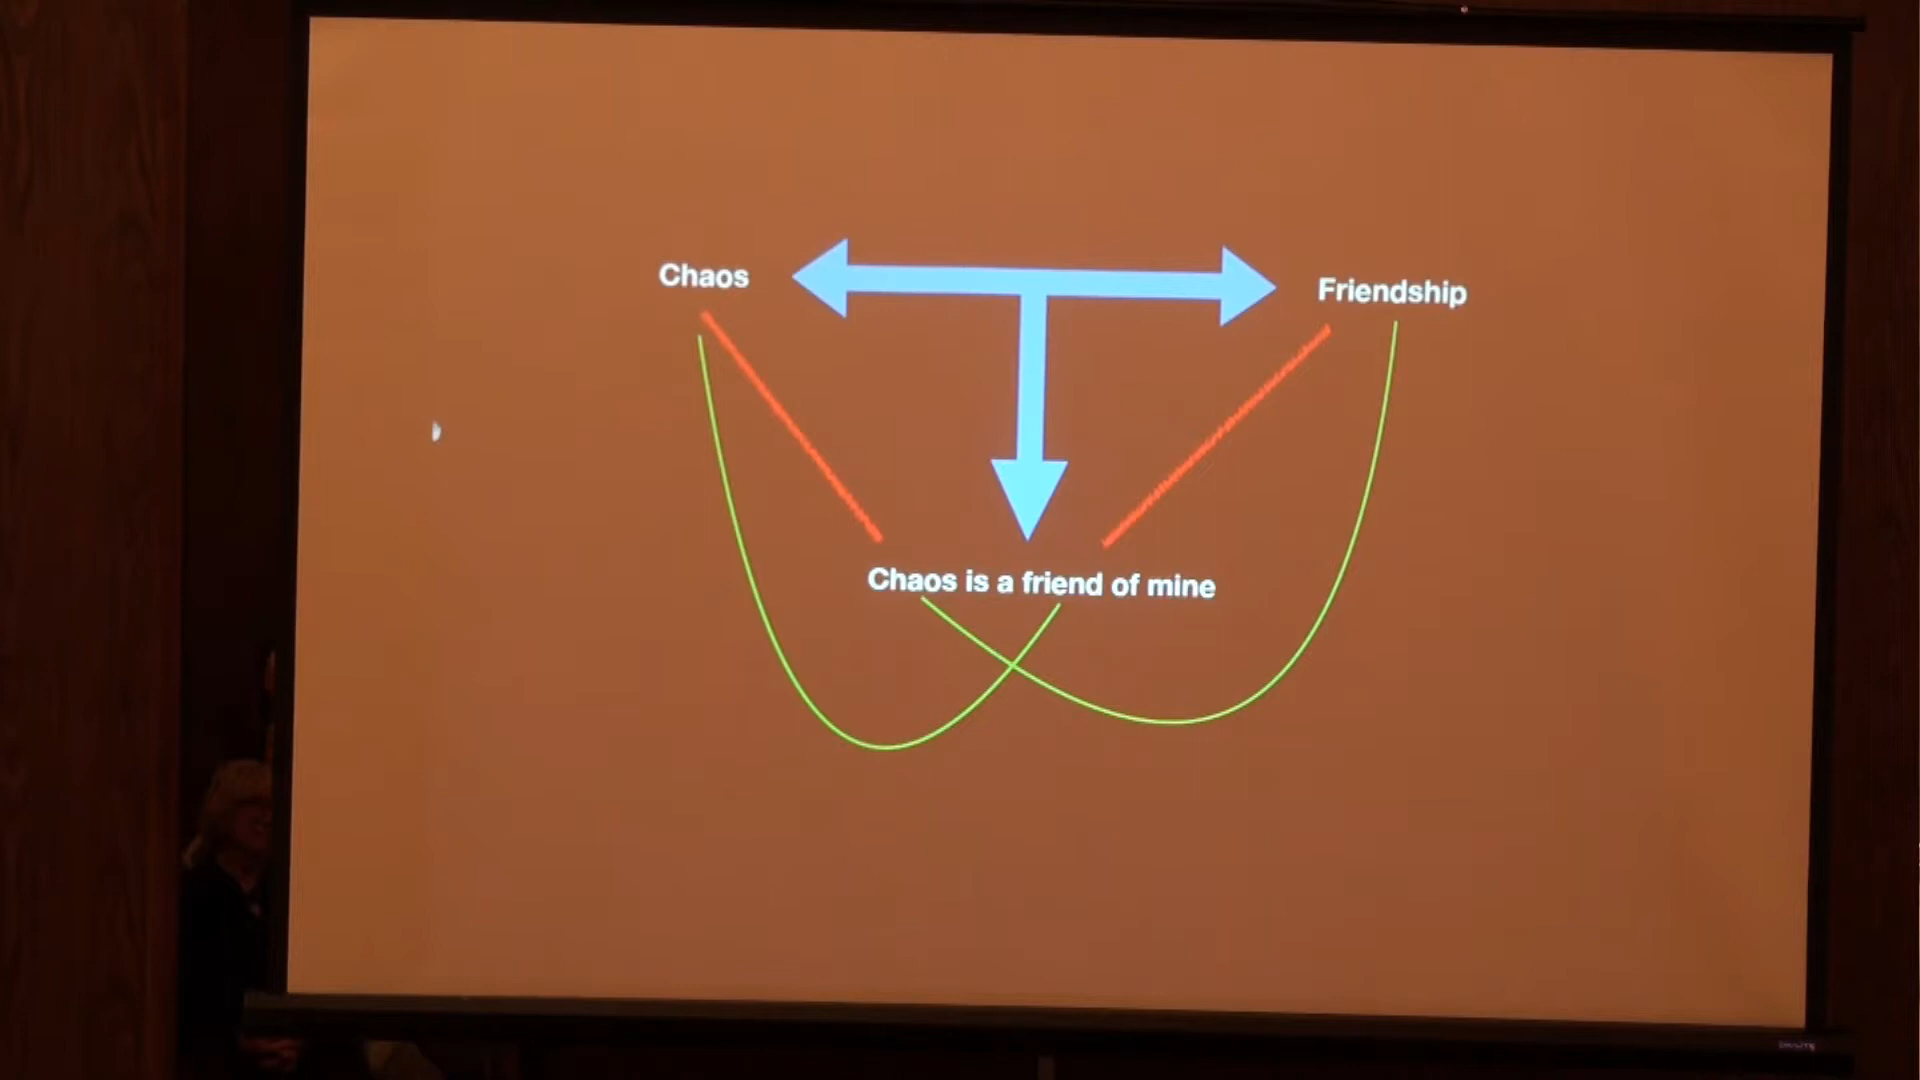 Chaos
Friendship
Chaos is a friend of mine